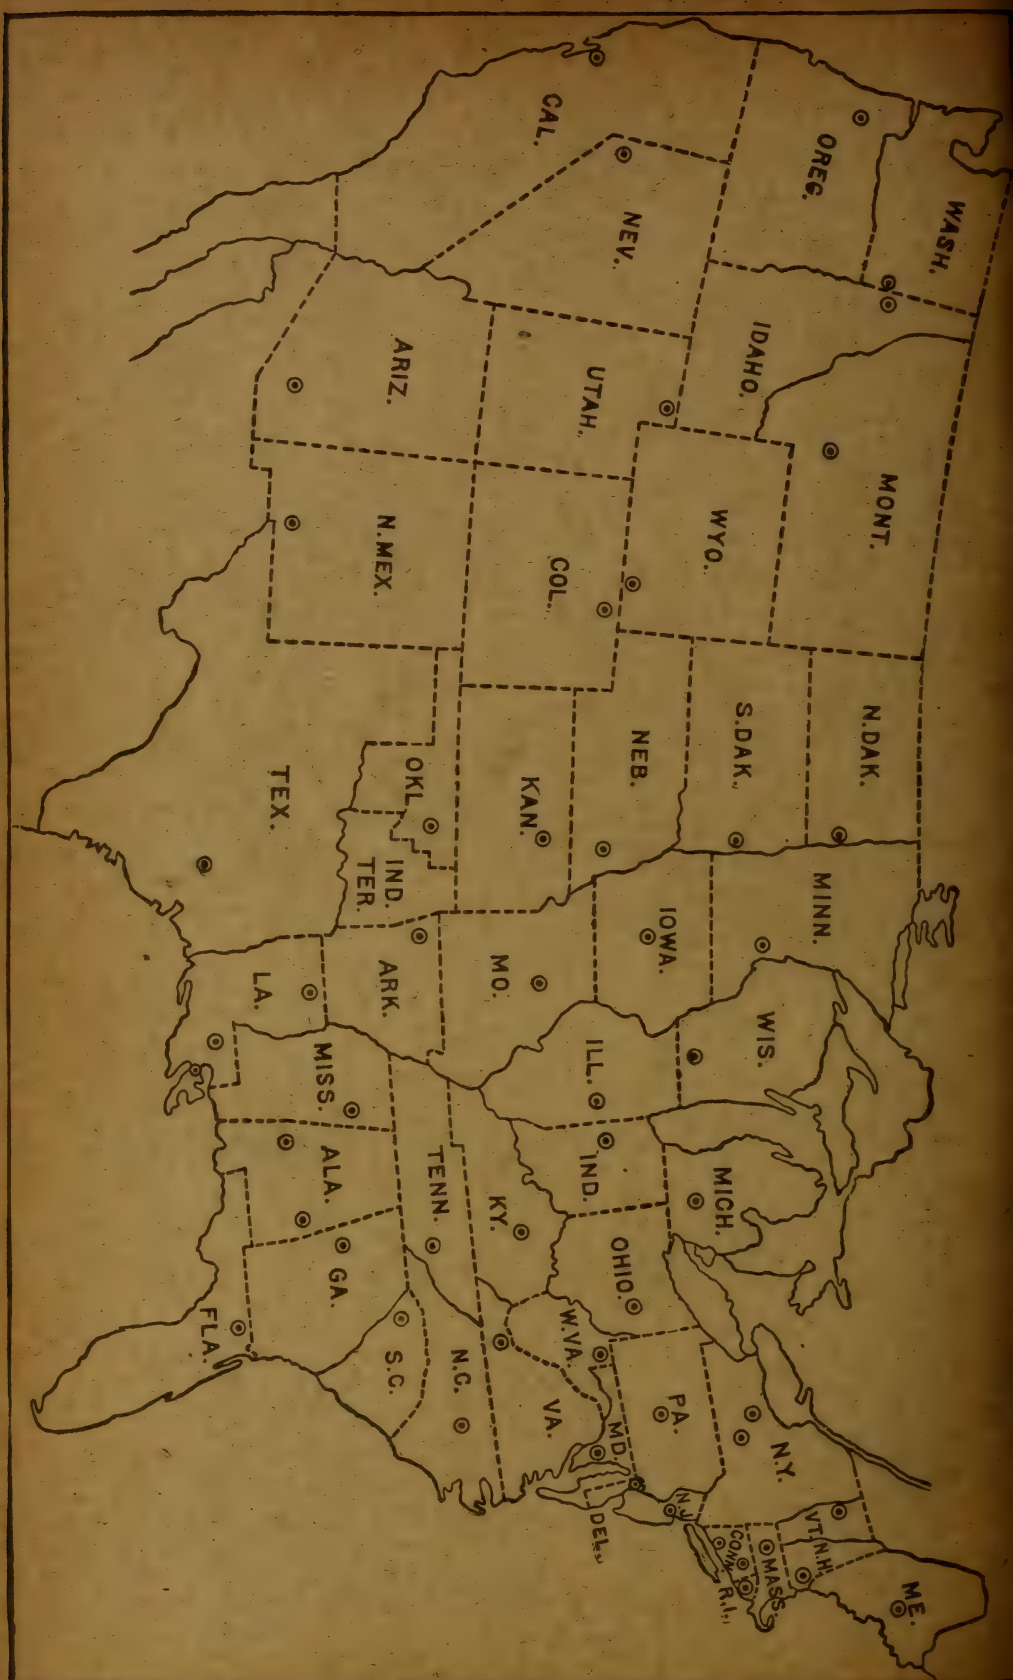 WASH.
OREG.
CAL.
NEV.
IDAHO.
MONT.
WYO.
UTAH.
ARIZ.
COL.
N.MEX.
N.DAK.
S.DAK.
NEB.
KAN.
OKL.
IND.
TER.
TEX.
MINN.
IOWA.
MO.
ARK.
LA.
WIS.
ILL.
MISS.
MICH.
IND.
OHIO.
KY.
TENN.
ALA.
GA.
FLA.
W.VA.
VA.
N.C.
S.C.
PA.
MD.
DEL.
N.J.
N.Y.
VT.
N.H.
MASS.
CONN.
R.I.
ME.